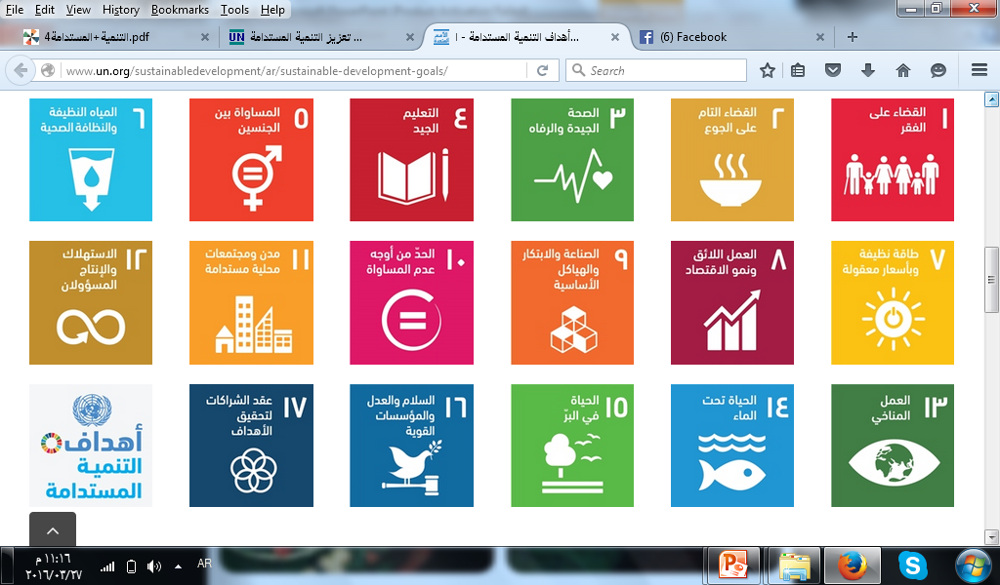 File Edit View History Bookmarks Tools Help
التنمية+المستدامة4.pdf
UN تعزيز التنمية المستدامة ...
أهداف التنمية المستدامة - ا...
(6) Facebook
www.un.org/sustainabledevelopment/ar/sustainable-development-goals/
Search
١ القضاء على
الفقر
٢ القضاء التام
على الجوع
٣ الصحة
الجيدة والرفاه
٤ التعليم
الجيد
٥ المساواة بين
الجنسين
٦ المياه النظيفة
والنظافة الصحية
٧ طاقة نظيفة
وبأسعار معقولة
٨ العمل اللائق
ونمو الاقتصاد
٩ الصناعة والابتكار
والهياكل
الأساسية
١٠ الحدّ من أوجه
عدم المساواة
١١ مدن ومجتمعات
محلية مستدامة
١٢ الاستهلاك
والإنتاج
المسؤولان
١٣ العمل
المناخي
١٤ الحياة تحت
الماء
١٥ الحياة
في البرّ
١٦ السلام والعدل
والمؤسسات
القوية
١٧ عقد الشراكات
لتحقيق
الأهداف
أهداف
التنمية
المستدامة
AR
١١:١٦ م
٢٠١٦/٠٣/٢٧